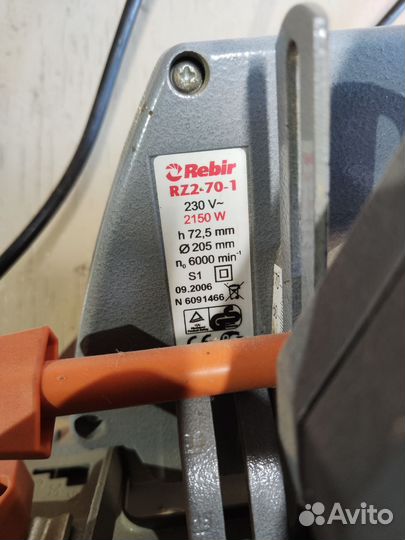 Rebir
RZ2-70-1
230 V~
2150 W
h 72,5 mm
Ø 205 mm
n₀ 6000 min⁻¹
S1
09.2006
N 6091466
Avito